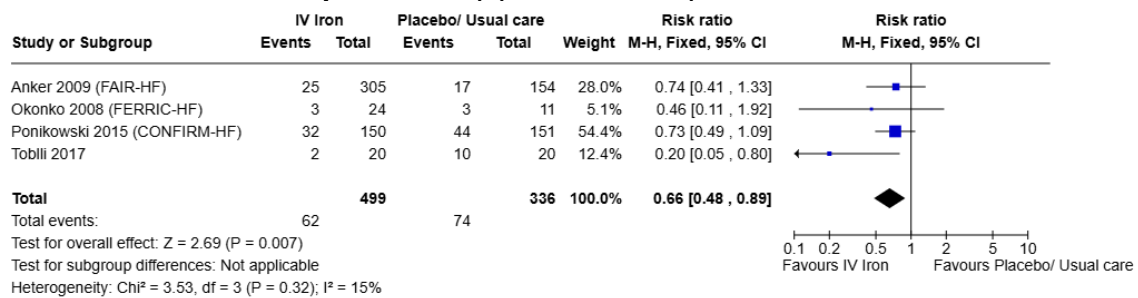 IV Iron Placebo/ Usual care Risk ratio Risk ratio
Study or Subgroup Events Total Events Total Weight M-H, Fixed, 95% CI M-H, Fixed, 95% CI
Anker 2009 (FAIR-HF) 25 305 17 154 28.0% 0.74 [0.41 , 1.33]
Okonko 2008 (FERRIC-HF) 3 24 3 11 5.1% 0.46 [0.11 , 1.92]
Ponikowski 2015 (CONFIRM-HF) 32 150 44 151 54.4% 0.73 [0.49 , 1.09]
Toblli 2017 2 20 10 20 12.4% 0.20 [0.05 , 0.80]
Total 499 336 100.0% 0.66 [0.48 , 0.89]
Total events: 62 74
Test for overall effect: Z = 2.69 (P = 0.007)
Test for subgroup differences: Not applicable
Heterogeneity: Chi² = 3.53, df = 3 (P = 0.32); I² = 15%
0.1 0.2 0.5 1 2 5 10
Favours IV Iron Favours Placebo/ Usual care